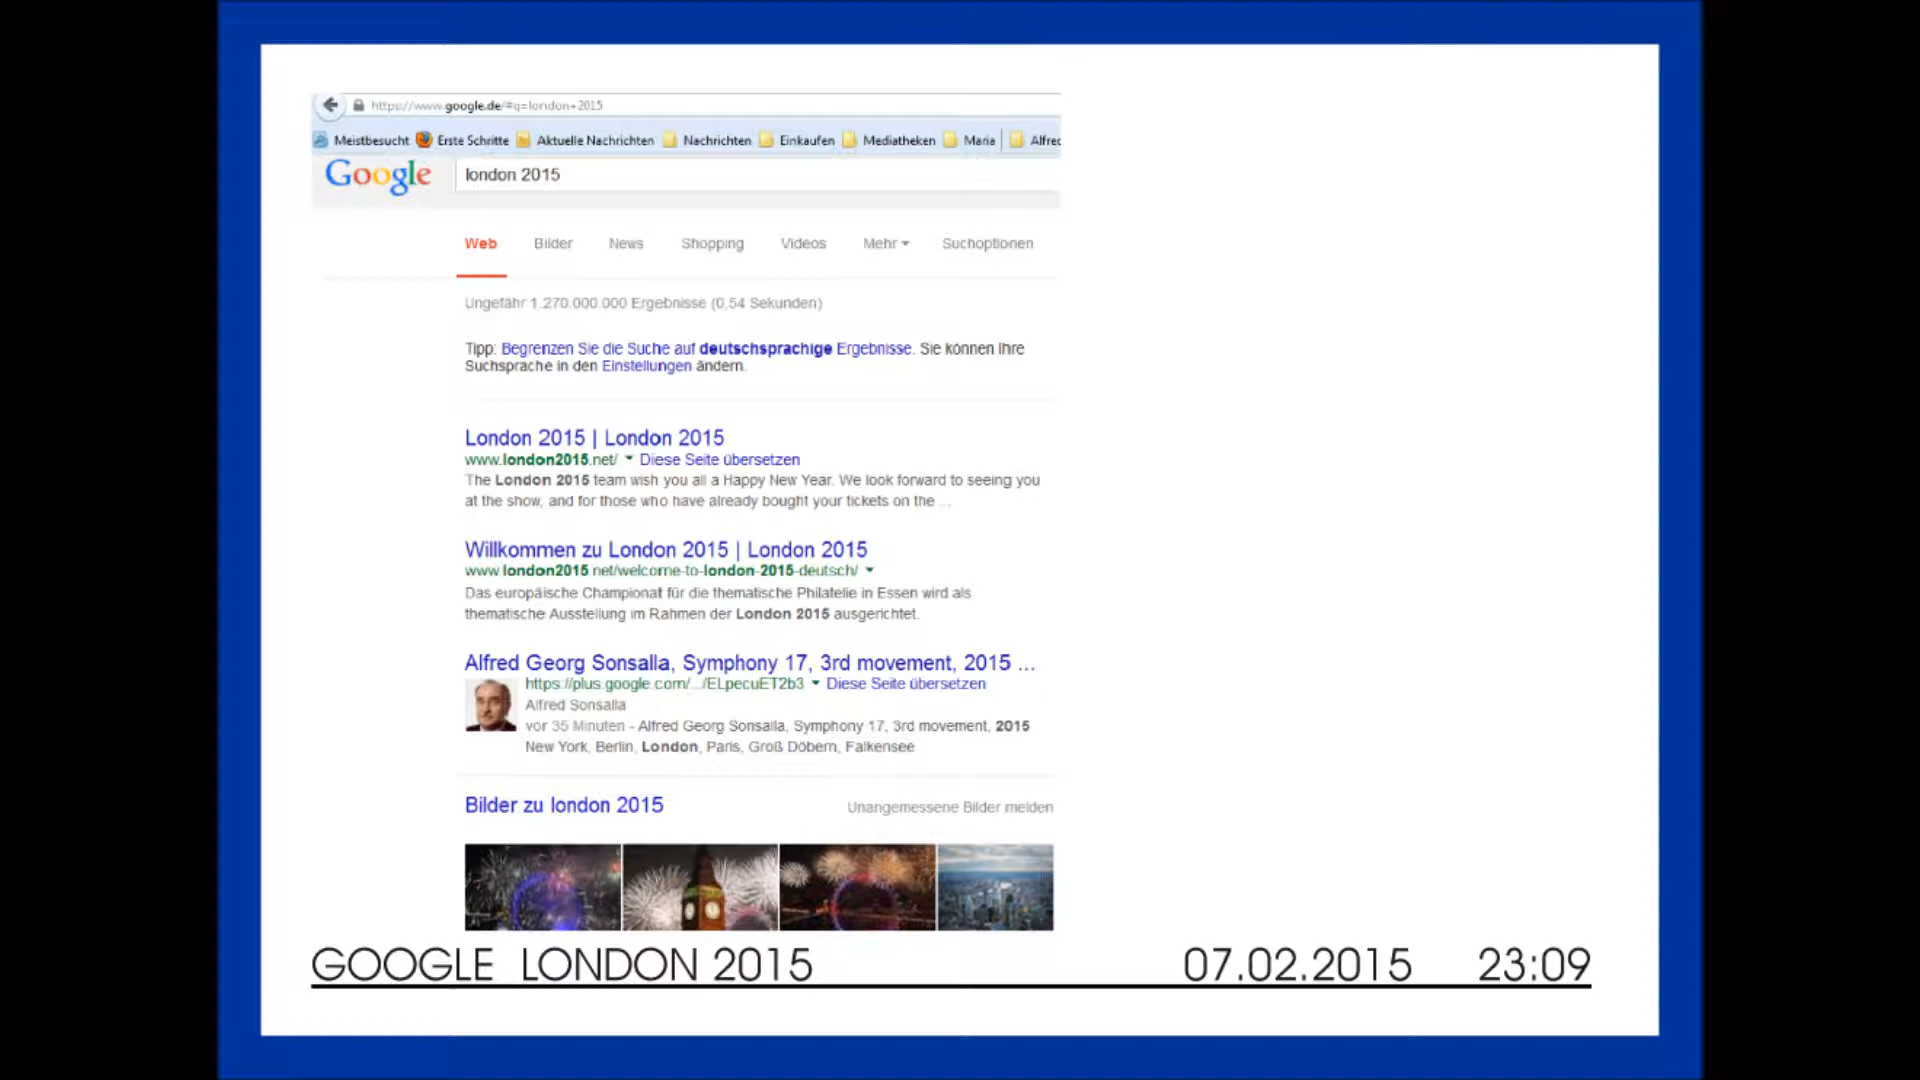 https://www.google.de/#q=london+2015
Meistbesucht Erste Schritte Aktuelle Nachrichten Nachrichten Einkaufen Mediatheken Maria Alfred
Google london 2015
Web Bilder News Shopping Videos Mehr Suchoptionen
Ungefähr 1.270.000.000 Ergebnisse (0,54 Sekunden)
Tipp: Begrenzen Sie die Suche auf deutschsprachige Ergebnisse. Sie können Ihre
Suchsprache in den Einstellungen ändern.
London 2015 | London 2015
www.london2015.net/ Diese Seite übersetzen
The London 2015 team wish you all a Happy New Year. We look forward to seeing you
at the show, and for those who have already bought your tickets on the ...
Willkommen zu London 2015 | London 2015
www.london2015.net/welcome-to-london-2015-deutsch/
Das europäische Championat für die thematische Philatelie in Essen wird als
thematische Ausstellung im Rahmen der London 2015 ausgerichtet.
Alfred Georg Sonsalla, Symphony 17, 3rd movement, 2015 ...
https://plus.google.com/.../ELpecuET2b3 Diese Seite übersetzen
Alfred Sonsalla
vor 35 Minuten - Alfred Georg Sonsalla, Symphony 17, 3rd movement, 2015
New York, Berlin, London, Paris, Groß Döbern, Falkensee
Bilder zu london 2015 Unangemessene Bilder melden
GOOGLE LONDON 2015 07.02.2015 23:09